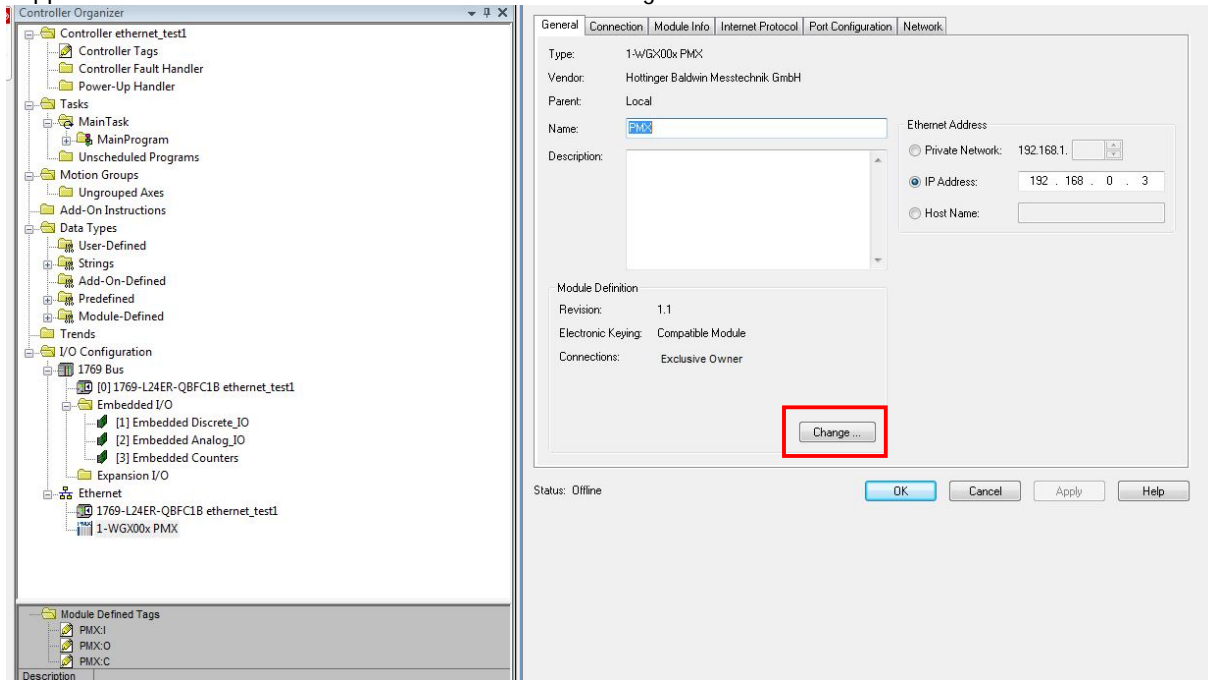 Controller Organizer
Controller ethernet_test1
Controller Tags
Controller Fault Handler
Power-Up Handler
Tasks
MainTask
MainProgram
Unscheduled Programs
Motion Groups
Ungrouped Axes
Add-On Instructions
Data Types
User-Defined
Strings
Add-On-Defined
Predefined
Module-Defined
Trends
I/O Configuration
1769 Bus
[0] 1769-L24ER-QBFC1B ethernet_test1
Embedded I/O
[1] Embedded Discrete_IO
[2] Embedded Analog_IO
[3] Embedded Counters
Expansion I/O
Ethernet
1769-L24ER-QBFC1B ethernet_test1
1-WGX00x PMX
Module Defined Tags
PMX:I
PMX:O
PMX:C
Description
General Connection Module Info Internet Protocol Port Configuration Network
Type: 1-WGX00x PMX
Vendor: Hottinger Baldwin Messtechnik GmbH
Parent: Local
Name: PMX
Description:
Ethernet Address
Private Network: 192.168.1.
IP Address: 192 . 168 . 0 . 3
Host Name:
Module Definition
Revision: 1.1
Electronic Keying: Compatible Module
Connections: Exclusive Owner
Change ...
Status: Offline
OK Cancel Apply Help